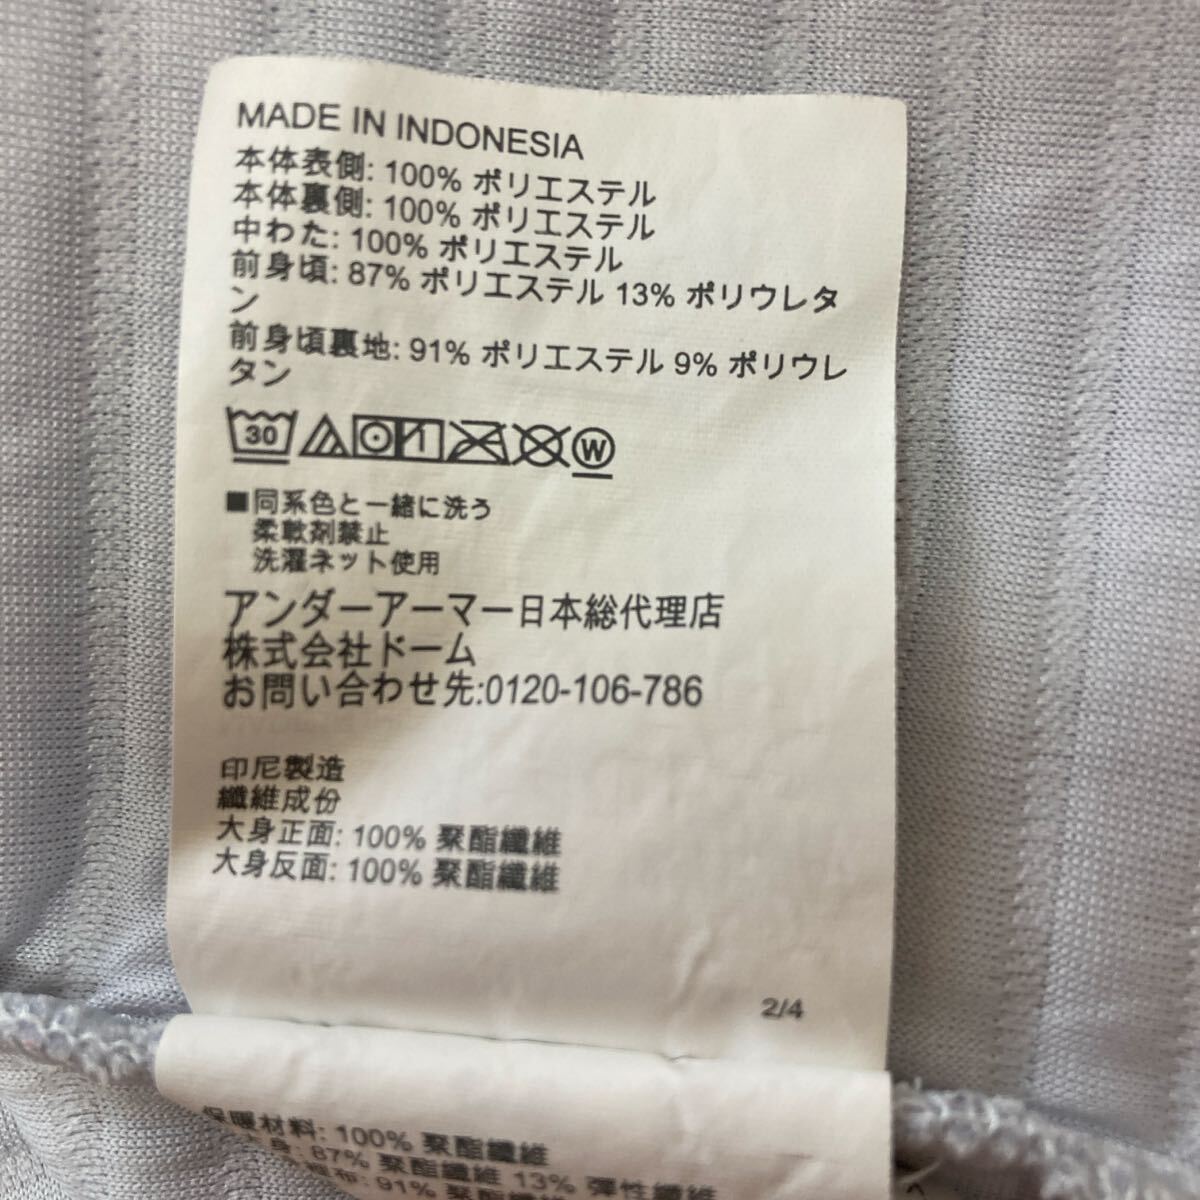 MADE IN INDONESIA
本体表側: 100% ポリエステル
本体裏側: 100% ポリエステル
中わた: 100% ポリエステル
前身頃: 87% ポリエステル 13% ポリウレタ
ン
前身頃裏地: 91% ポリエステル 9% ポリウレ
タン
30 W
■同系色と一緒に洗う
柔軟剤禁止
洗濯ネット使用
アンダーアーマー日本総代理店
株式会社ドーム
お問い合わせ先:0120-106-786
印尼製造
纖維成份
大身正面: 100% 聚酯纖維
大身反面: 100% 聚酯纖維
2/4
保暖材料: 100% 聚酯纖維
大身: 87% 聚酯纖維 13% 彈性纖維
布: 91% 聚酯纖維